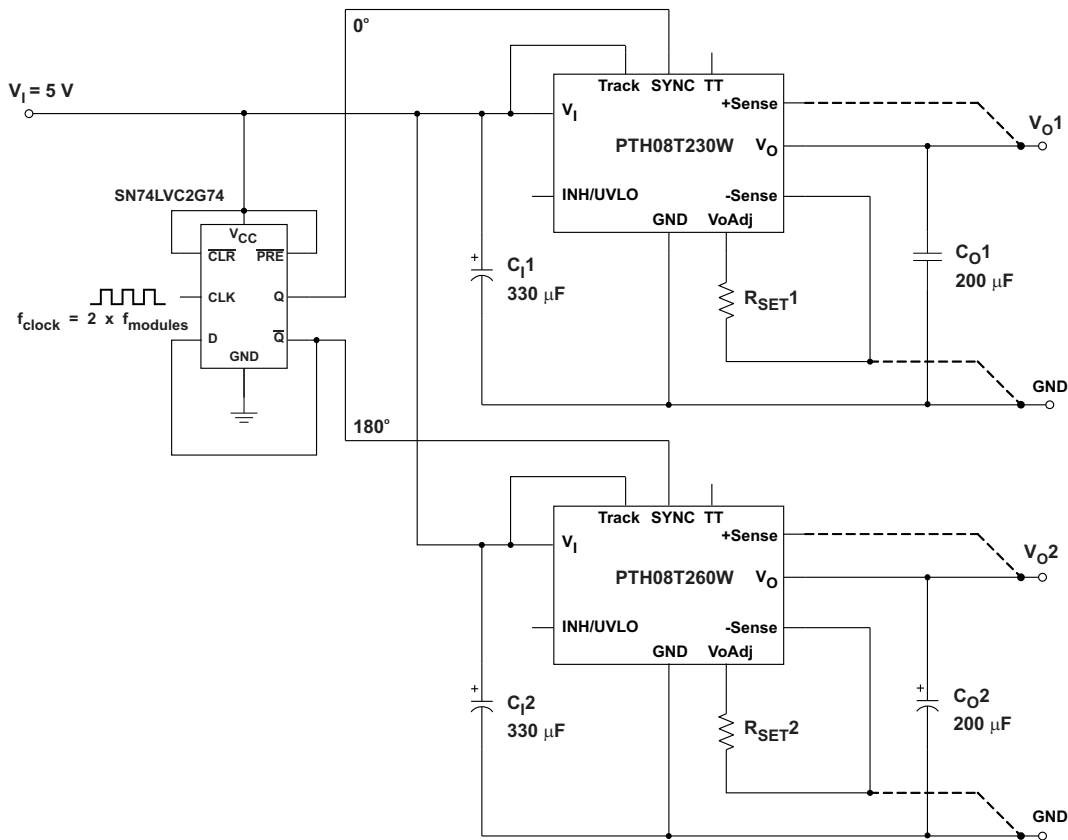 0°
V_I = 5 V
Track SYNC TT
V_I
+Sense
V_O1
PTH08T230W
V_O
SN74LVC2G74
INH/UVLO
-Sense
GND VoAdj
V_CC
C̅L̅R̅ P̅R̅E̅
+
C_I1
330 μF
R_SET1
C_O1
200 μF
CLK Q
f_clock = 2 x f_modules
D Q̅
GND
GND
180°
Track SYNC TT
V_I
+Sense
V_O2
PTH08T260W
V_O
INH/UVLO
-Sense
GND VoAdj
+
C_I2
330 μF
R_SET2
+
C_O2
200 μF
GND